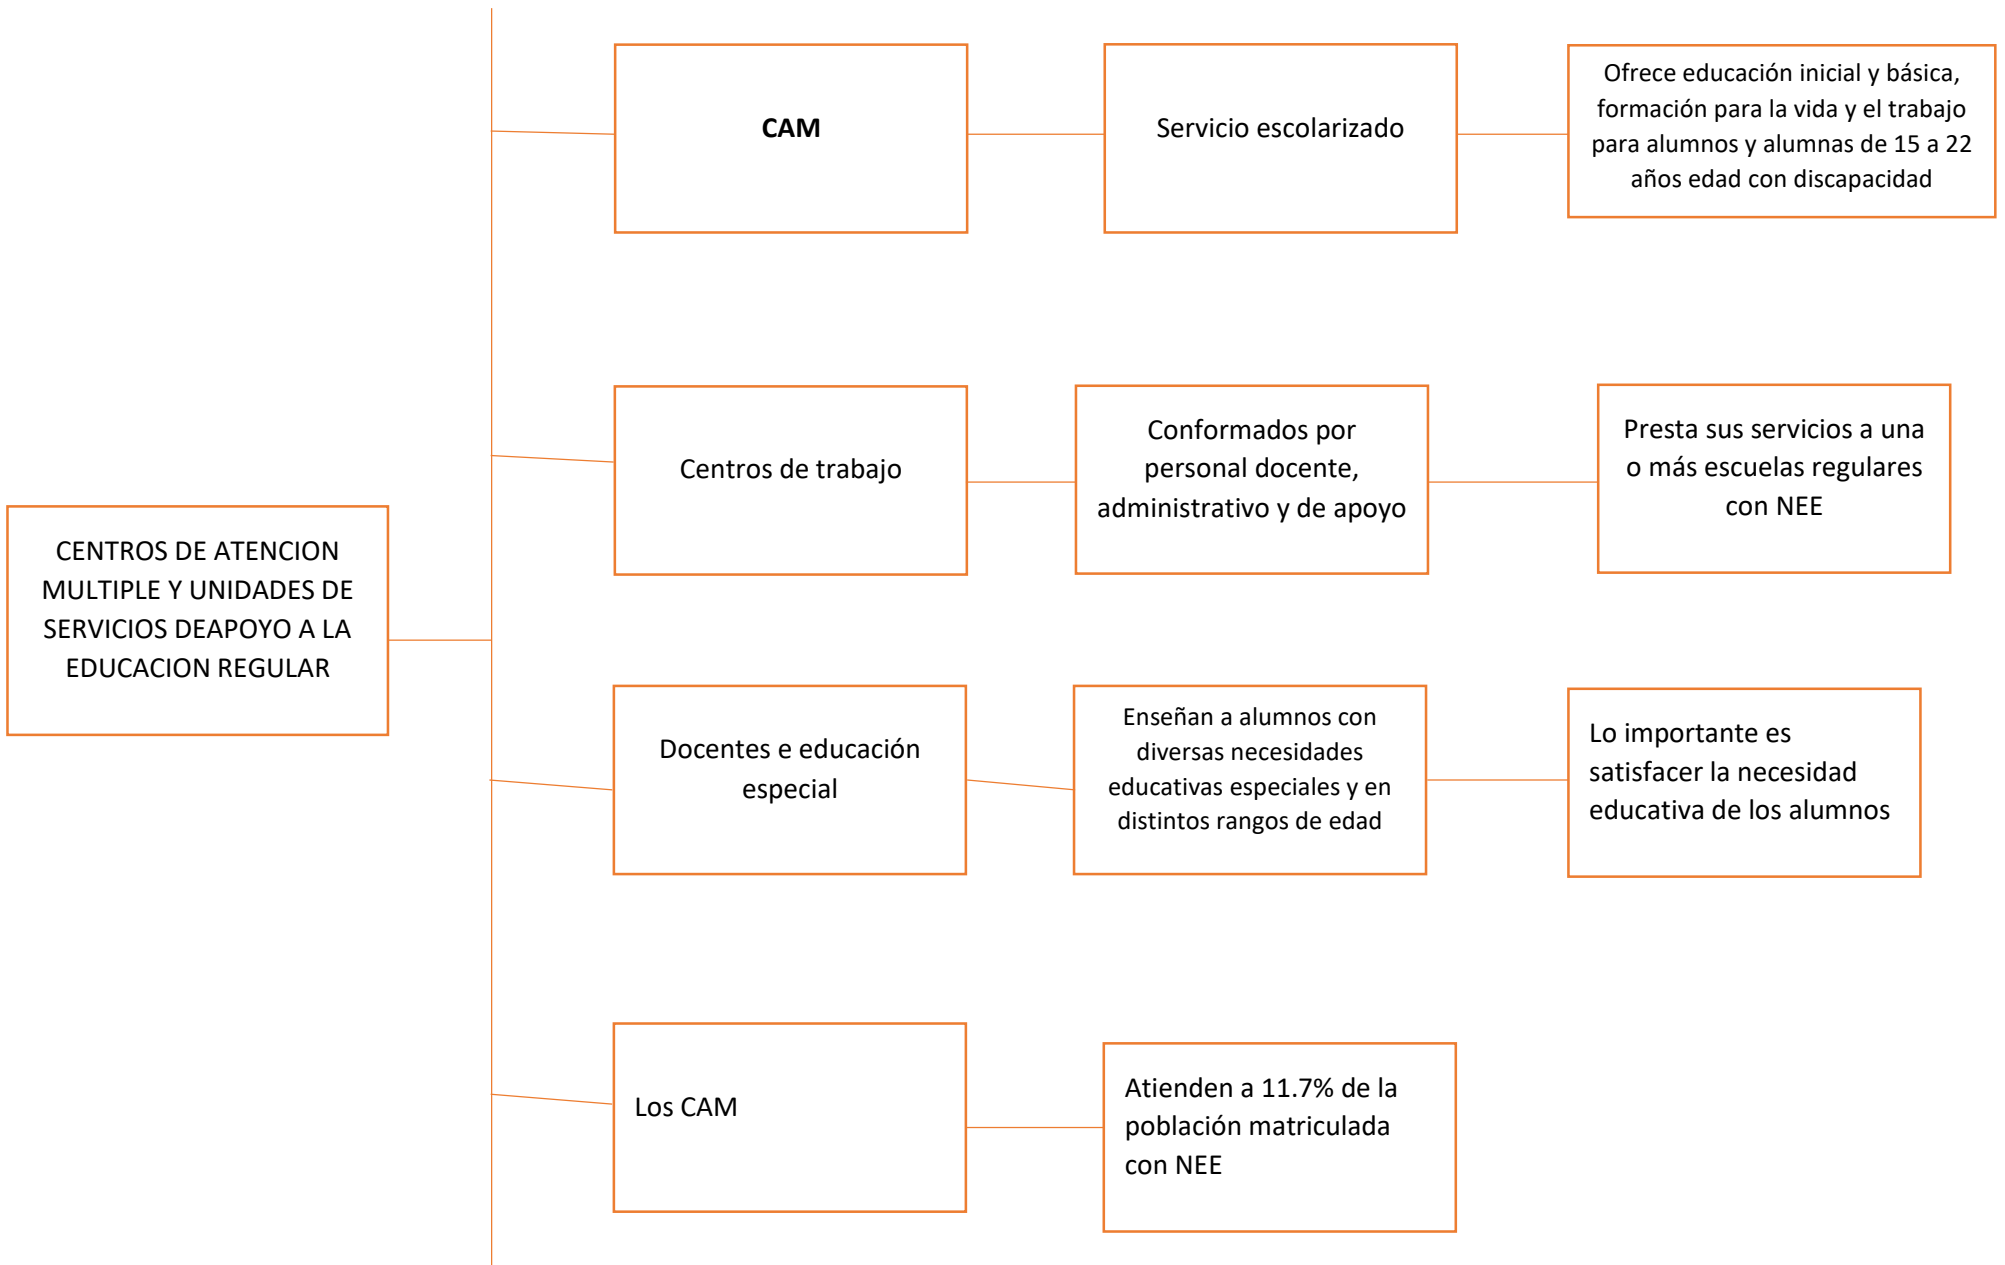 CENTROS DE ATENCION
MULTIPLE Y UNIDADES DE
SERVICIOS DEAPOYO A LA
EDUCACION REGULAR
CAM
Servicio escolarizado
Ofrece educación inicial y básica,
formación para la vida y el trabajo
para alumnos y alumnas de 15 a 22
años edad con discapacidad
Centros de trabajo
Conformados por
personal docente,
administrativo y de apoyo
Presta sus servicios a una
o más escuelas regulares
con NEE
Docentes e educación
especial
Enseñan a alumnos con
diversas necesidades
educativas especiales y en
distintos rangos de edad
Lo importante es
satisfacer la necesidad
educativa de los alumnos
Los CAM
Atienden a 11.7% de la
población matriculada
con NEE